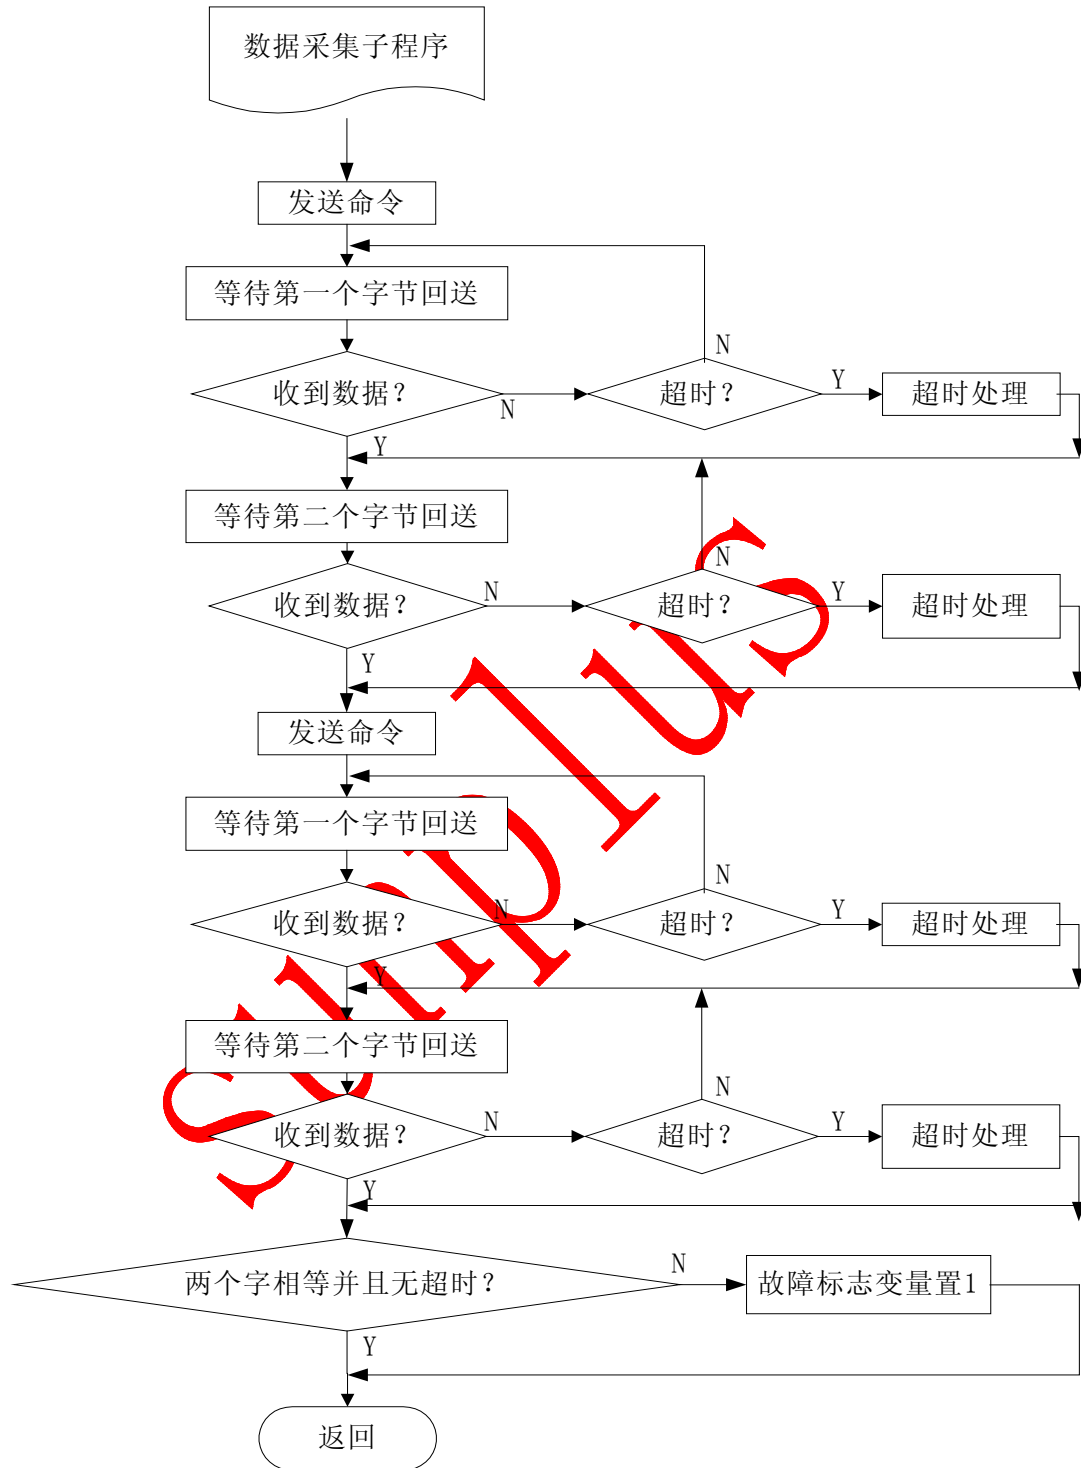 数据采集子程序
发送命令
等待第一个字节回送
N
收到数据?
超时?
Y
超时处理
N
Y
等待第二个字节回送
N
收到数据?
N
超时?
Y
超时处理
Y
发送命令
等待第一个字节回送
N
收到数据?
N
超时?
Y
超时处理
Y
等待第二个字节回送
N
收到数据?
N
超时?
Y
超时处理
Y
两个字相等并且无超时?
N
故障标志变量置1
Y
返回
sunplus